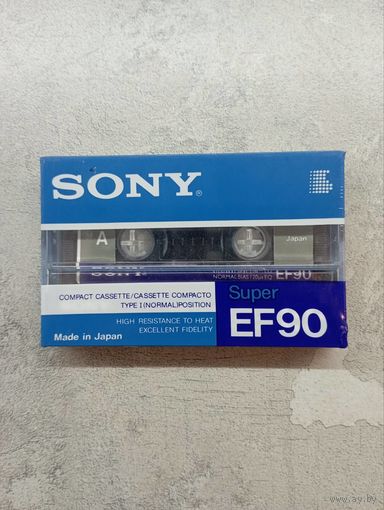 SONY®
A
Japan
NORMAL BIAS 120μs EQ
EF90
SONY
COMPACT CASSETTE/CASSETTE COMPACTO
TYPE I (NORMAL) POSITION
HIGH RESISTANCE TO HEAT
EXCELLENT FIDELITY
Made in Japan
Super
EF90
www.ay.by